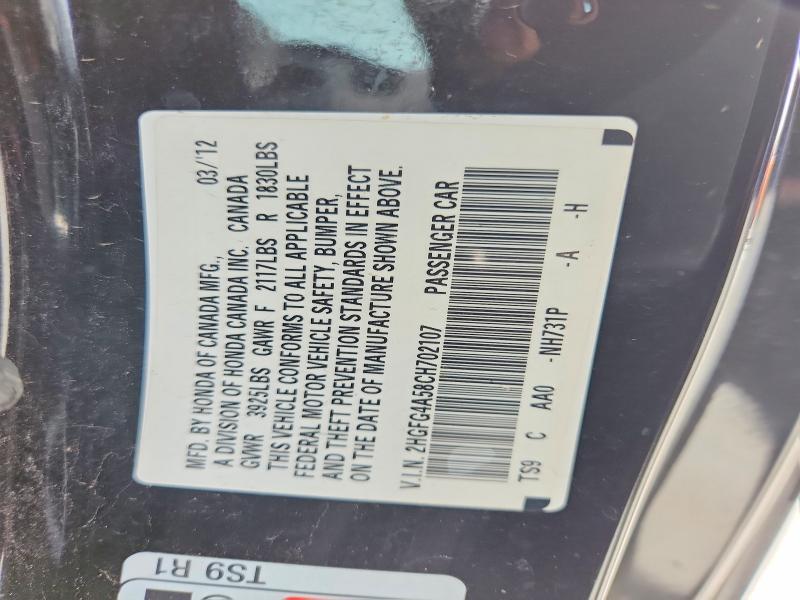 MFD. BY HONDA OF CANADA MFG., 03/'12
A DIVISION OF HONDA CANADA INC. CANADA
GVWR 3925LBS GAWR F 2117LBS R 1830LBS
THIS VEHICLE CONFORMS TO ALL APPLICABLE
FEDERAL MOTOR VEHICLE SAFETY, BUMPER,
AND THEFT PREVENTION STANDARDS IN EFFECT
ON THE DATE OF MANUFACTURE SHOWN ABOVE.
V.I.N. 2HGFG4A58CH702107 PASSENGER CAR
TS9 C AA0 -NH731P -A -H
TS9 R1